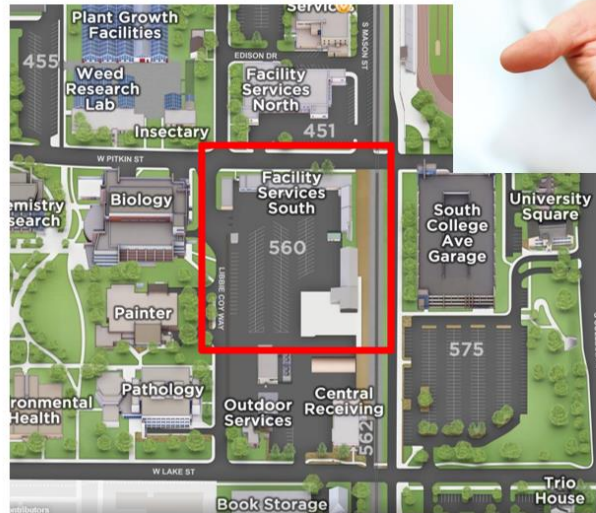 Services
Plant Growth
Facilities
S MASON ST
EDISON DR
455
Weed
Research
Lab
Facility
Services
North
Insectary
451
W PITKIN ST
Facility
Services
South
Biology
emistry
search
South
College
Ave
Garage
University
Square
560
LIBBIE COY WAY
Painter
575
Pathology
ronmental
Health
Outdoor
Services
Central
Receiving
562
W LAKE ST
Trio
House
Book Storage
ntributors